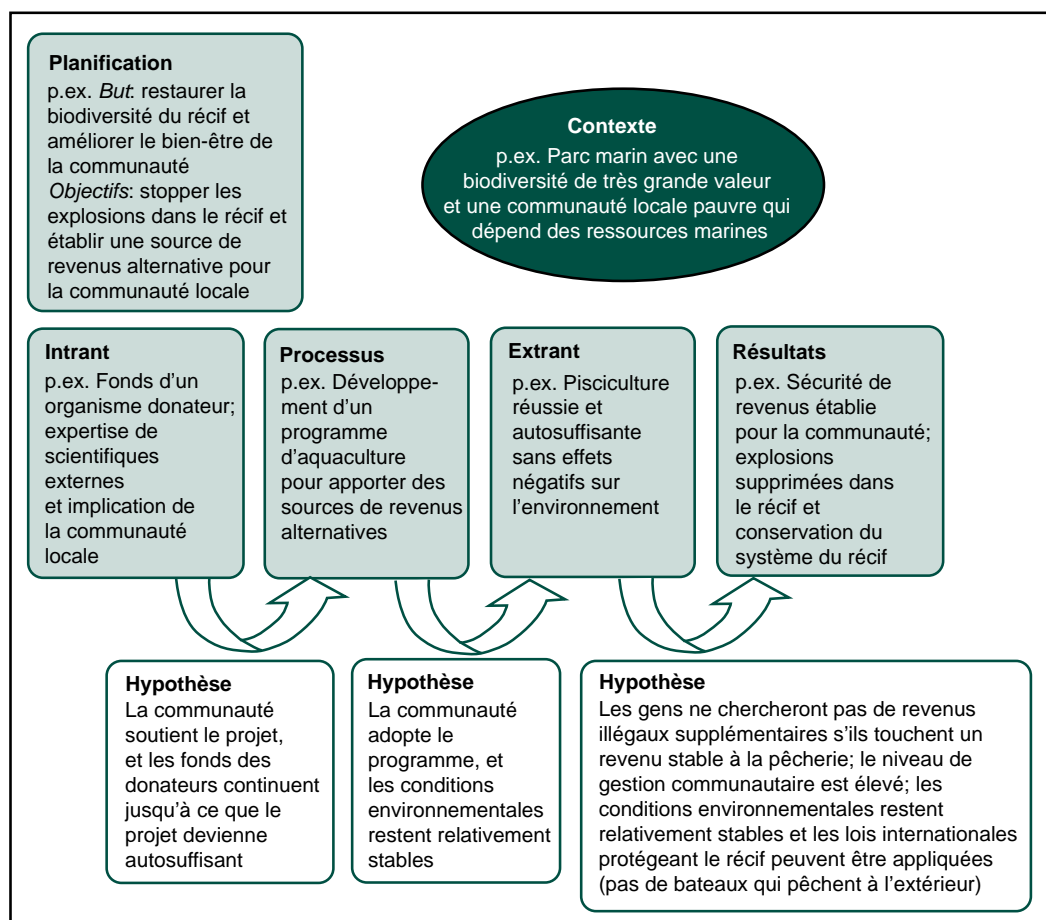 Planification
p.ex. But: restaurer la
biodiversité du récif et
améliorer le bien-être de
la communauté
Objectifs: stopper les
explosions dans le récif et
établir une source de
revenus alternative pour
la communauté locale
Contexte
p.ex. Parc marin avec une
biodiversité de très grande valeur
et une communauté locale pauvre qui
dépend des ressources marines
Intrant
p.ex. Fonds d’un
organisme donateur;
expertise de
scientifiques
externes
et implication de
la communauté
locale
Processus
p.ex. Développe-
ment d’un
programme
d’aquaculture
pour apporter des
sources de revenus
alternatives
Extrant
p.ex. Pisciculture
réussie et
autosuffisante
sans effets
négatifs sur
l’environnement
Résultats
p.ex. Sécurité de
revenus établie
pour la communauté;
explosions
supprimées dans
le récif et
conservation du
système du récif
Hypothèse
La communauté
soutient le projet,
et les fonds des
donateurs continuent
jusqu’à ce que le
projet devienne
autosuffisant
Hypothèse
La communauté
adopte le
programme, et
les conditions
environnementales
restent relativement
stables
Hypothèse
Les gens ne chercheront pas de revenus
illégaux supplémentaires s’ils touchent un
revenu stable à la pêcherie; le niveau de
gestion communautaire est élevé; les
conditions environnementales restent
relativement stables et les lois internationales
protégeant le récif peuvent être appliquées
(pas de bateaux qui pêchent à l’extérieur)